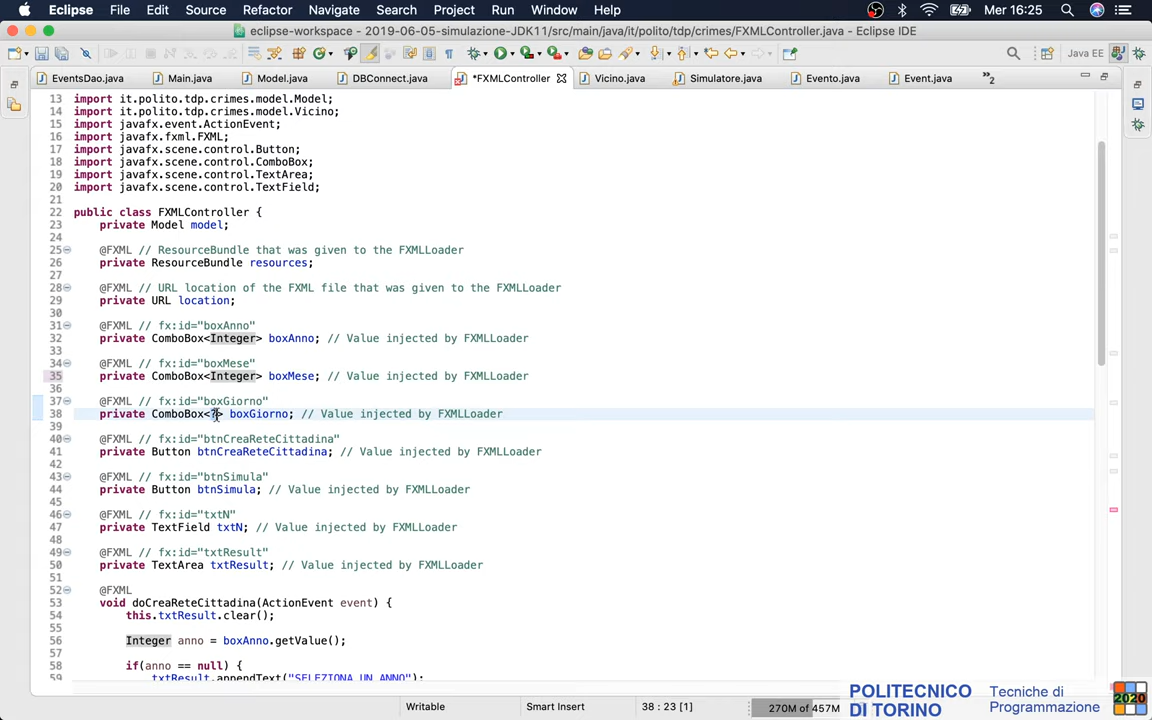 Eclipse File Edit Source Refactor Navigate Search Project Run Window Help Mer 16:25
eclipse-workspace - 2019-06-05-simulazione-JDK11/src/main/java/it/polito/tdp/crimes/FXMLController.java - Eclipse IDE
Java EE
EventsDao.java Main.java Model.java DBConnect.java *FXMLController Vicino.java Simulatore.java Evento.java Event.java »2
13 import it.polito.tdp.crimes.model.Model;
14 import it.polito.tdp.crimes.model.Vicino;
15 import javafx.event.ActionEvent;
16 import javafx.fxml.FXML;
17 import javafx.scene.control.Button;
18 import javafx.scene.control.ComboBox;
19 import javafx.scene.control.TextArea;
20 import javafx.scene.control.TextField;
21
22 public class FXMLController {
23 private Model model;
24
25 @FXML // ResourceBundle that was given to the FXMLLoader
26 private ResourceBundle resources;
27
28 @FXML // URL location of the FXML file that was given to the FXMLLoader
29 private URL location;
30
31 @FXML // fx:id="boxAnno"
32 private ComboBox<Integer> boxAnno; // Value injected by FXMLLoader
33
34 @FXML // fx:id="boxMese"
35 private ComboBox<Integer> boxMese; // Value injected by FXMLLoader
36
37 @FXML // fx:id="boxGiorno"
38 private ComboBox<?> boxGiorno; // Value injected by FXMLLoader
39
40 @FXML // fx:id="btnCreaReteCittadina"
41 private Button btnCreaReteCittadina; // Value injected by FXMLLoader
42
43 @FXML // fx:id="btnSimula"
44 private Button btnSimula; // Value injected by FXMLLoader
45
46 @FXML // fx:id="txtN"
47 private TextField txtN; // Value injected by FXMLLoader
48
49 @FXML // fx:id="txtResult"
50 private TextArea txtResult; // Value injected by FXMLLoader
51
52 @FXML
53 void doCreaReteCittadina(ActionEvent event) {
54 this.txtResult.clear();
55
56 Integer anno = boxAnno.getValue();
57
58 if(anno == null) {
59 txtResult.appendText("SELEZIONA UN ANNO");
Writable Smart Insert 38 : 23 [1] 270M of 457M
POLITECNICO
DI TORINO
Tecniche di
Programmazione
2020